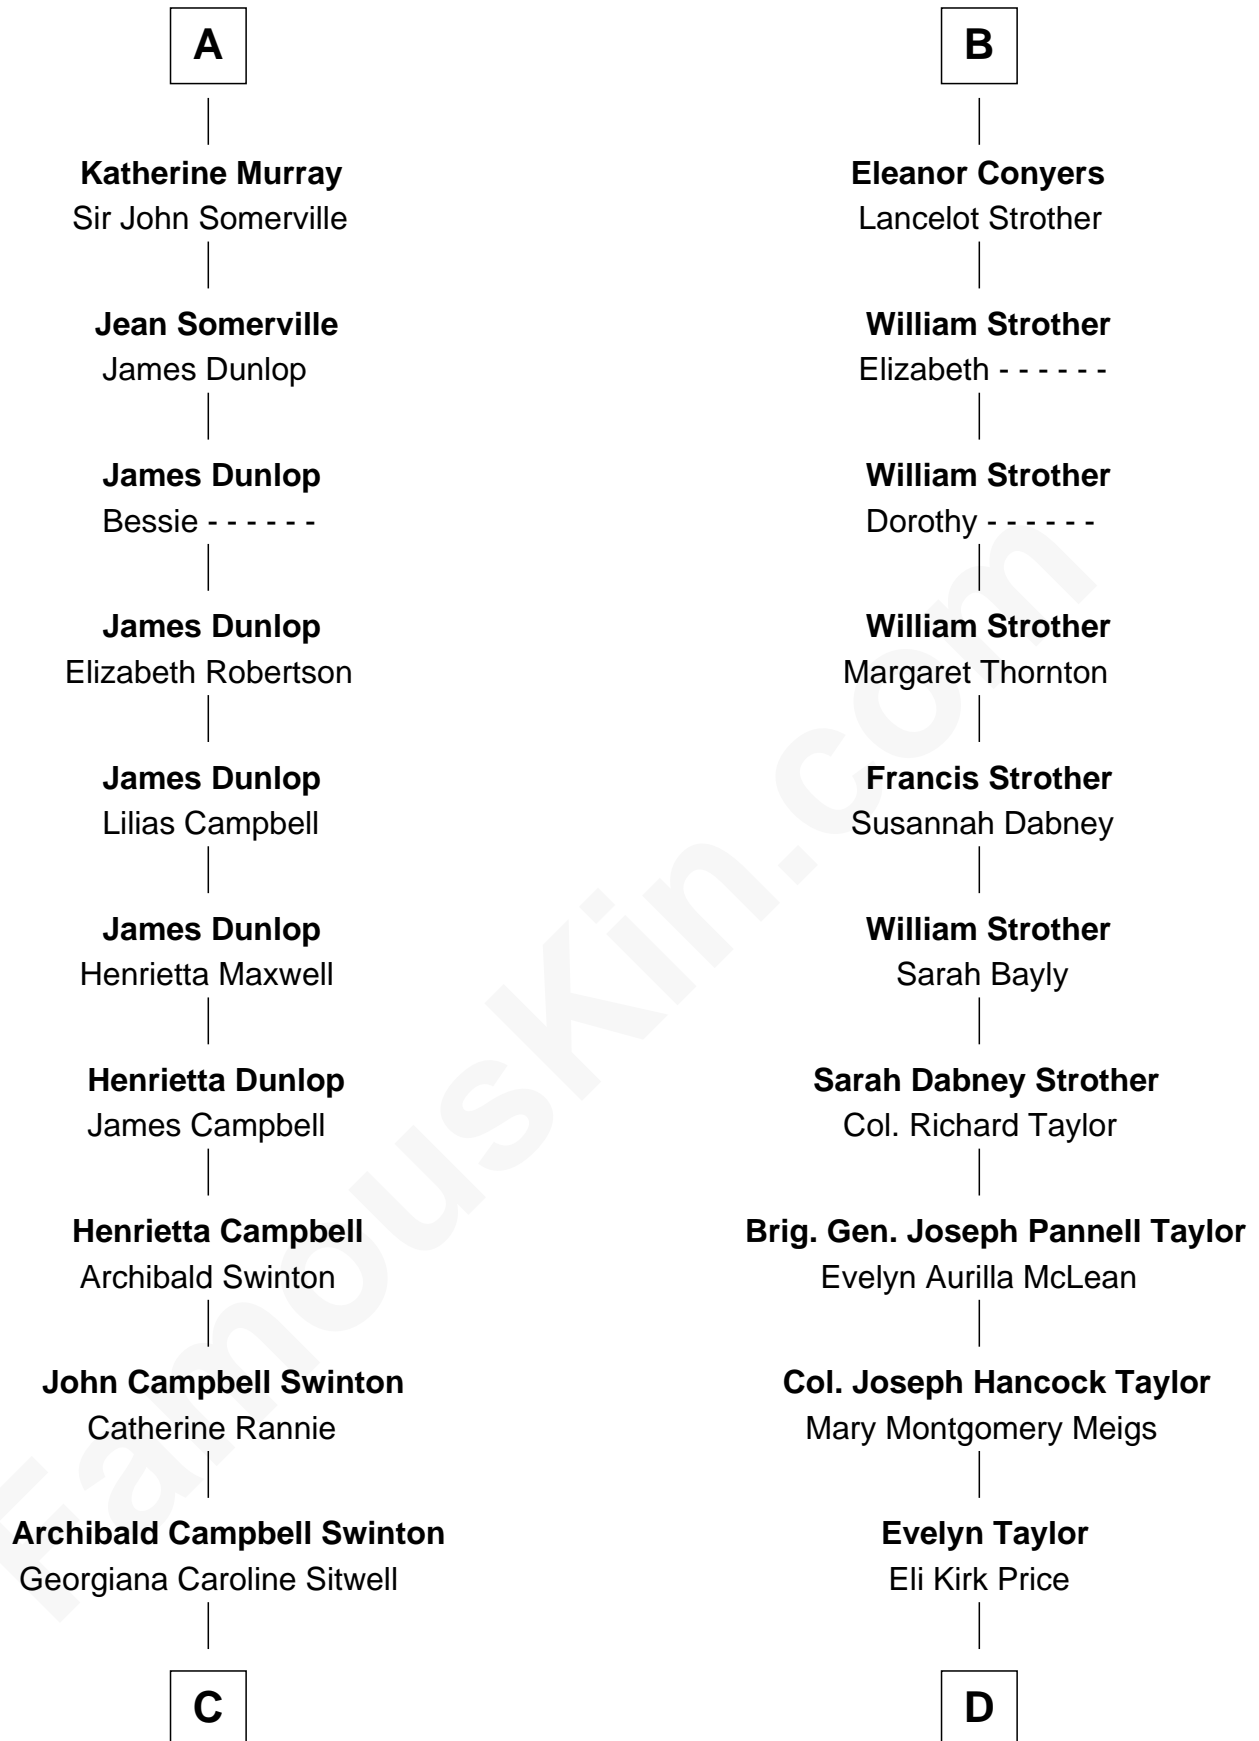 A
Katherine Murray
Sir John Somerville
Jean Somerville
James Dunlop
James Dunlop
Bessie - - - - - -
James Dunlop
Elizabeth Robertson
James Dunlop
Lilias Campbell
James Dunlop
Henrietta Maxwell
Henrietta Dunlop
James Campbell
Henrietta Campbell
Archibald Swinton
John Campbell Swinton
Catherine Rannie
Archibald Campbell Swinton
Georgiana Caroline Sitwell
C
B
Eleanor Conyers
Lancelot Strother
William Strother
Elizabeth - - - - - -
William Strother
Dorothy - - - - - -
William Strother
Margaret Thornton
Francis Strother
Susannah Dabney
William Strother
Sarah Bayly
Sarah Dabney Strother
Col. Richard Taylor
Brig. Gen. Joseph Pannell Taylor
Evelyn Aurilla McLean
Col. Joseph Hancock Taylor
Mary Montgomery Meigs
Evelyn Taylor
Eli Kirk Price
D
FamousKin.com